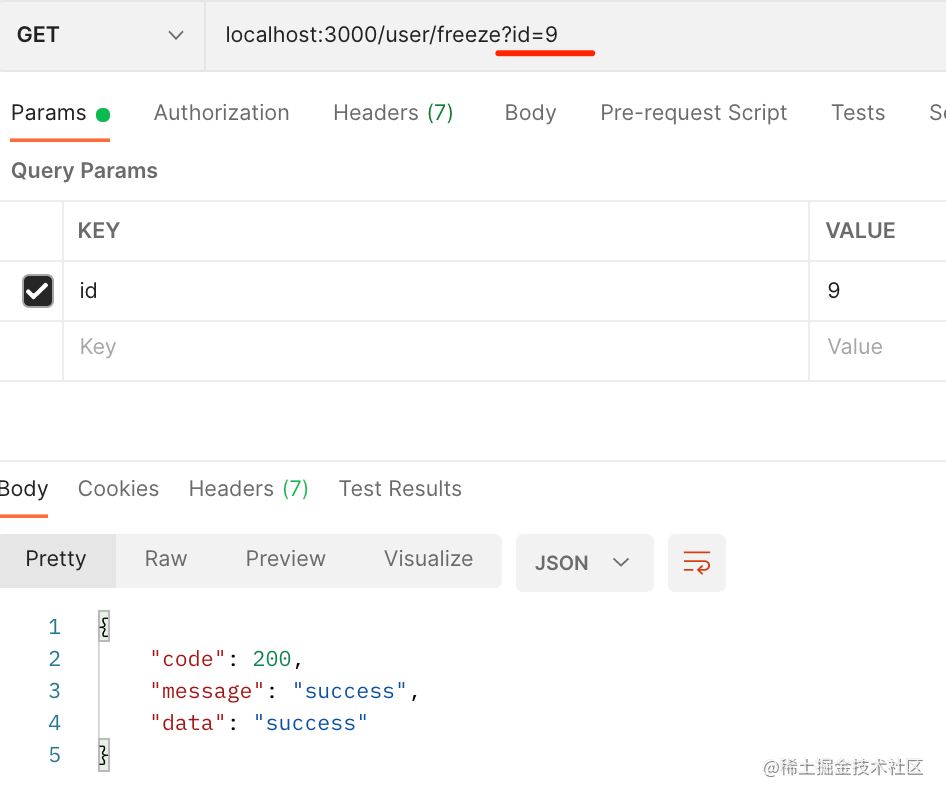 GET localhost:3000/user/freeze?id=9
Params Authorization Headers (7) Body Pre-request Script Tests
Query Params
KEY VALUE
id 9
Key Value
Body Cookies Headers (7) Test Results
Pretty Raw Preview Visualize JSON
1 {
2 "code": 200,
3 "message": "success",
4 "data": "success"
5 }
@稀土掘金技术社区